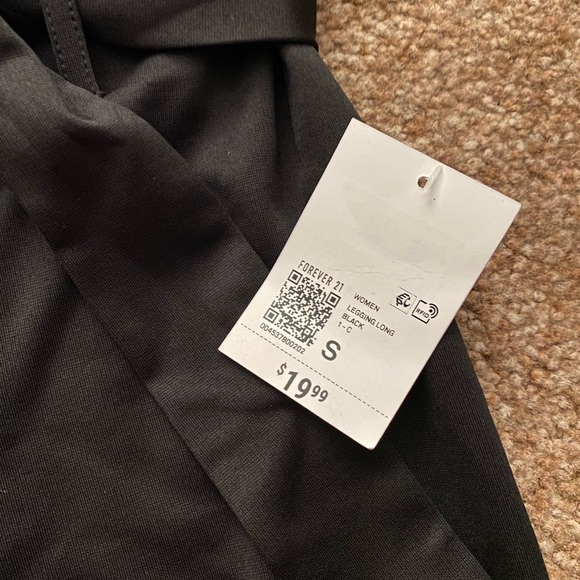 FOREVER 21
004537800202
S
WOMEN
LEGGING LONG
BLACK
1-C
RFID
$19.99